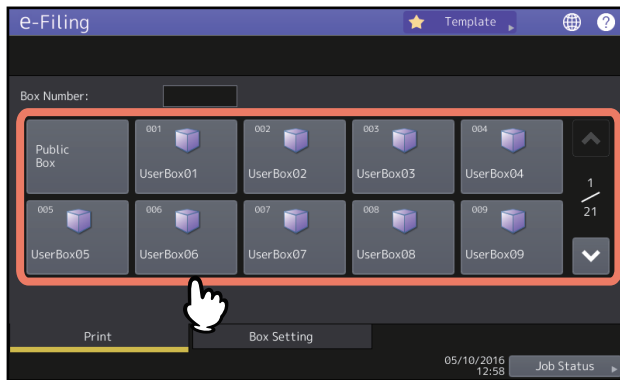 e-Filing
Template
?
Box Number:
Public
Box
001
UserBox01
002
UserBox02
003
UserBox03
004
UserBox04
1
21
005
UserBox05
006
UserBox06
007
UserBox07
008
UserBox08
009
UserBox09
Print
Box Setting
05/10/2016
12:58
Job Status